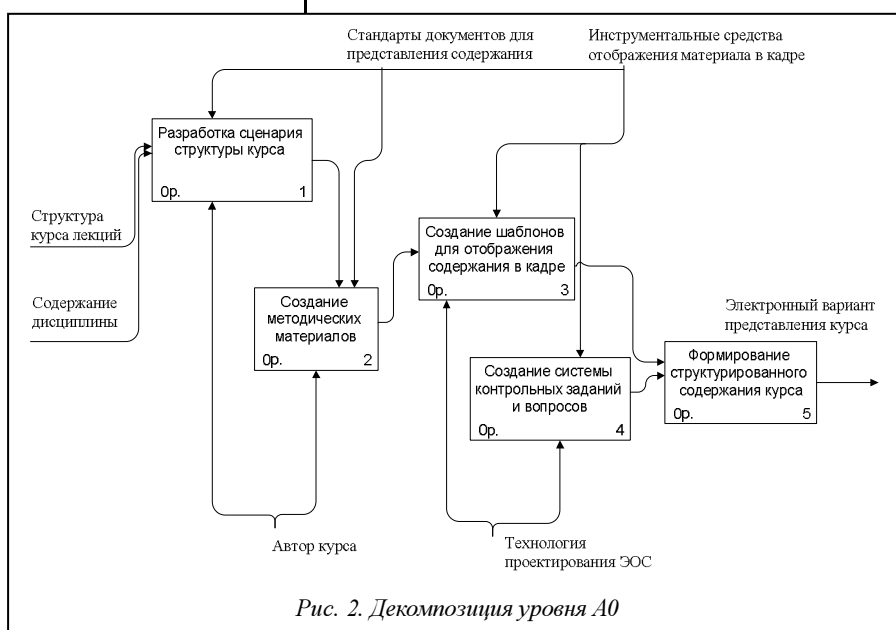 Стандарты документов для
представления содержания
Инструментальные средства
отображения материала в кадре
Разработка сценария
структуры курса
0р. 1
Структура
курса лекций
Содержание
дисциплины
Создание
методических
материалов
0р. 2
Создание шаблонов
для отображения
содержания в кадре
0р. 3
Создание системы
контрольных заданий
и вопросов
0р. 4
Электронный вариант
представления курса
Формирование
структурированного
содержания курса
0р. 5
Автор курса
Технология
проектирования ЭОС
Рис. 2. Декомпозиция уровня А0